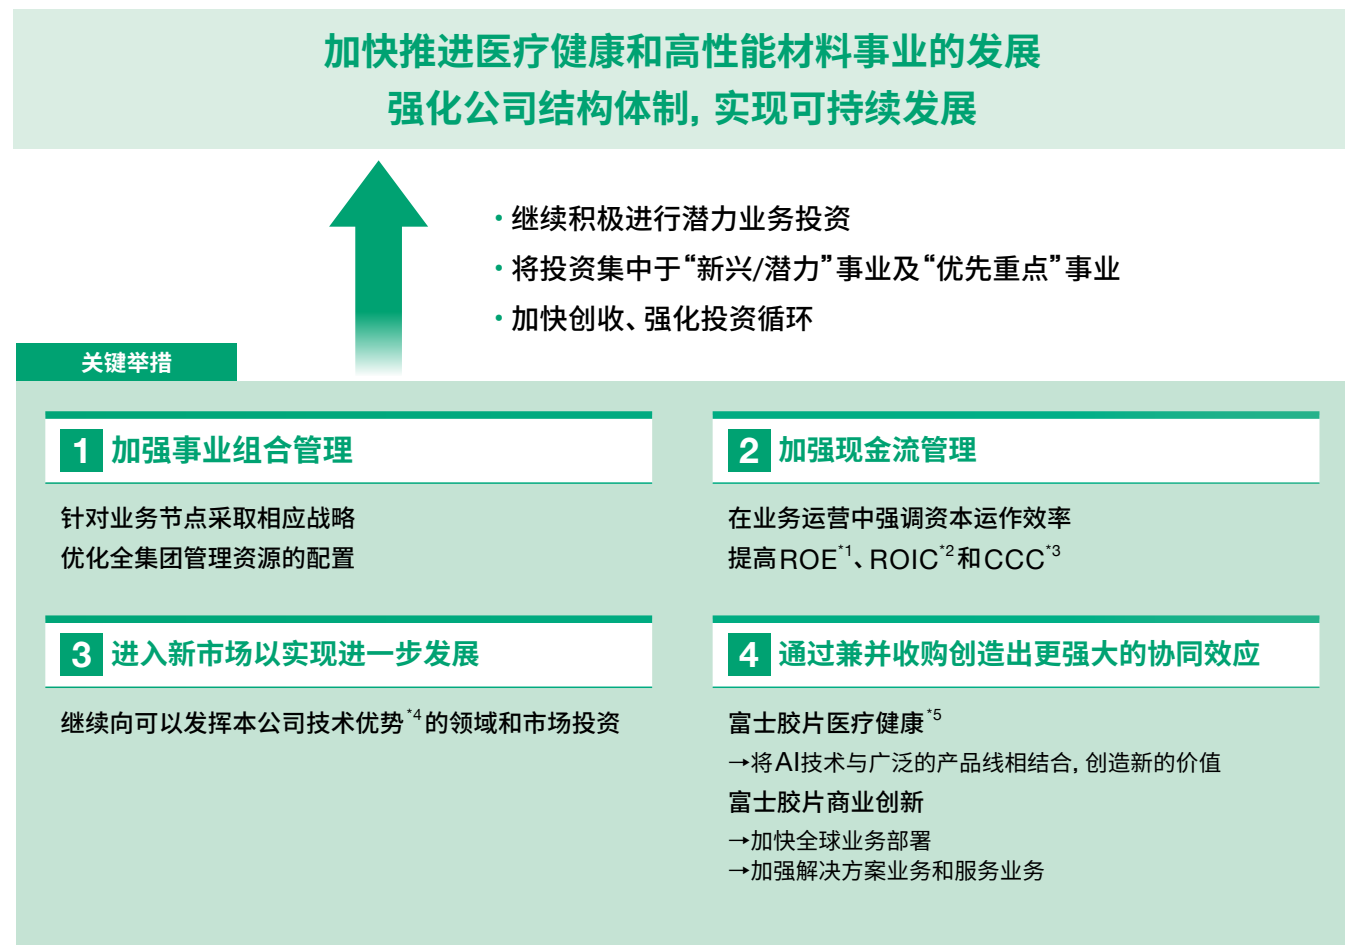 加快推进医疗健康和高性能材料事业的发展
强化公司结构体制, 实现可持续发展
・继续积极进行潜力业务投资
・将投资集中于“新兴/潜力”事业及“优先重点”事业
・加快创收、强化投资循环
关键举措
1 加强事业组合管理
针对业务节点采取相应战略
优化全集团管理资源的配置
2 加强现金流管理
在业务运营中强调资本运作效率
提高ROE*1、ROIC*2和CCC*3
3 进入新市场以实现进一步发展
继续向可以发挥本公司技术优势*4的领域和市场投资
4 通过兼并收购创造出更强大的协同效应
富士胶片医疗健康*5
→将AI技术与广泛的产品线相结合, 创造新的价值
富士胶片商业创新
→加快全球业务部署
→加强解决方案业务和服务业务